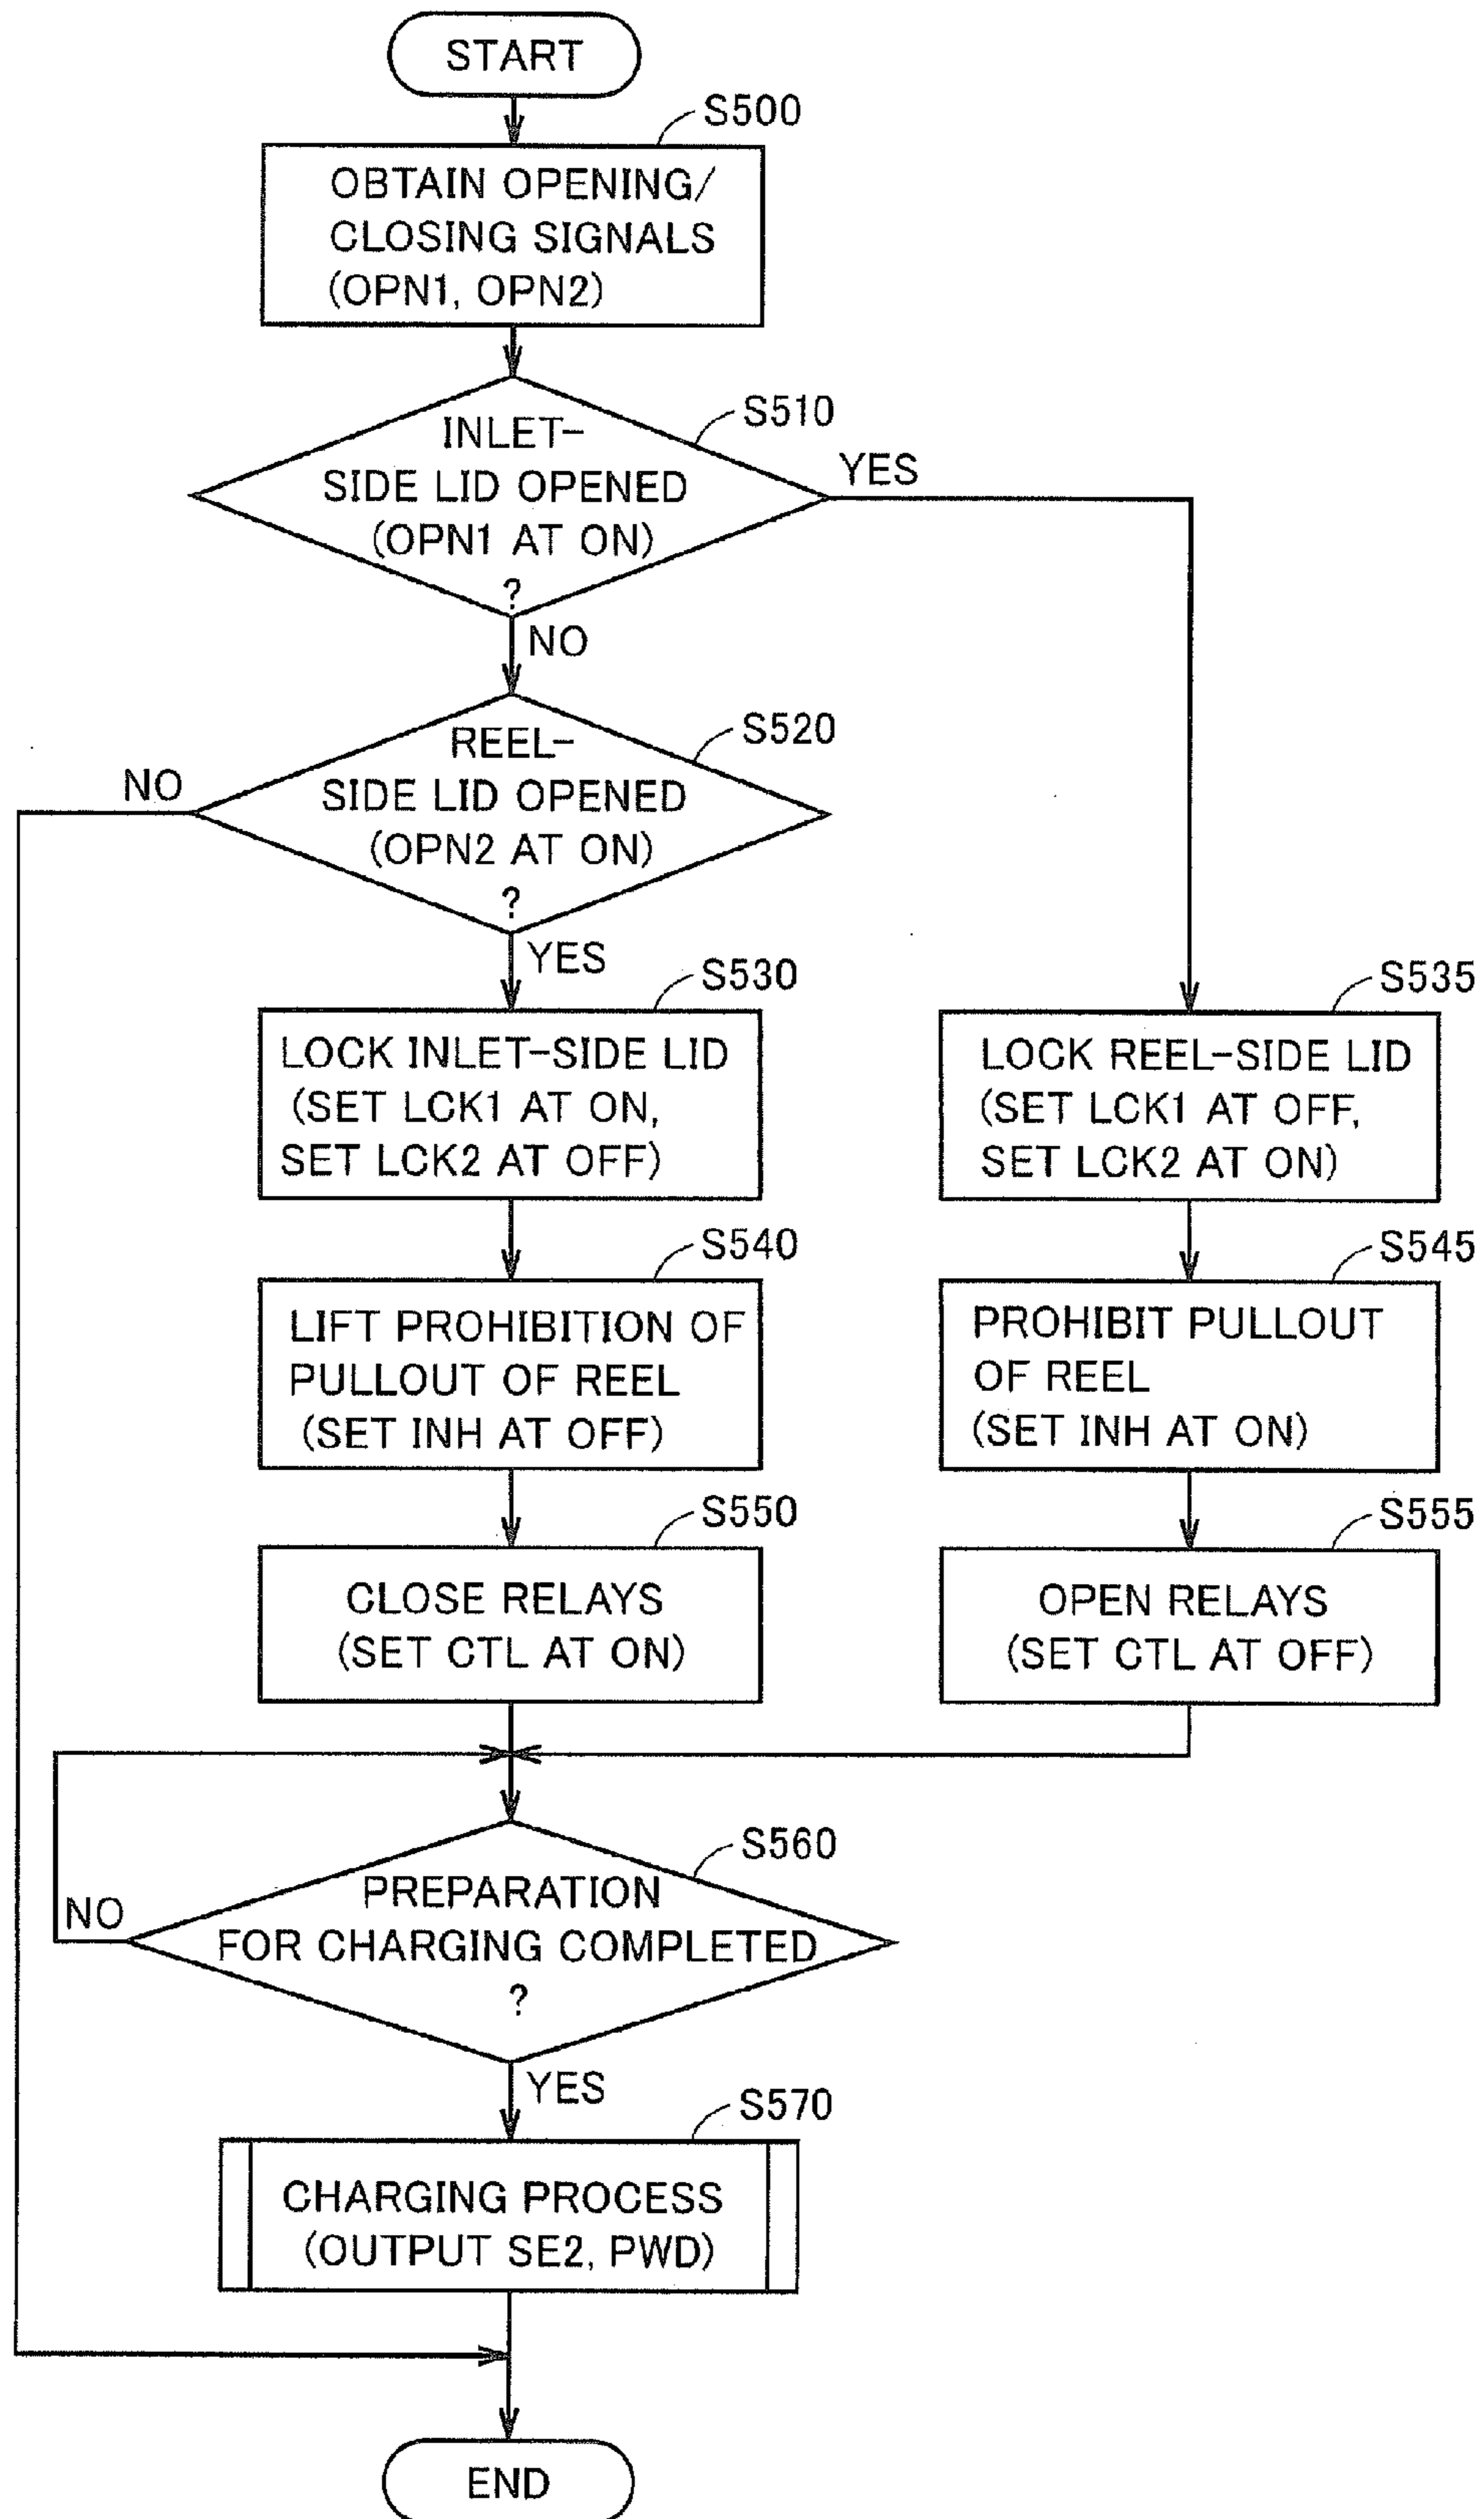 START
S500
OBTAIN OPENING/
CLOSING SIGNALS
(OPN1, OPN2)
S510
INLET-
SIDE LID OPENED
(OPN1 AT ON)
?
YES
NO
S520
REEL-
SIDE LID OPENED
(OPN2 AT ON)
?
NO
YES
S530
LOCK INLET-SIDE LID
(SET LCK1 AT ON,
SET LCK2 AT OFF)
S535
LOCK REEL-SIDE LID
(SET LCK1 AT OFF,
SET LCK2 AT ON)
S540
LIFT PROHIBITION OF
PULLOUT OF REEL
(SET INH AT OFF)
S545
PROHIBIT PULLOUT
OF REEL
(SET INH AT ON)
S550
CLOSE RELAYS
(SET CTL AT ON)
S555
OPEN RELAYS
(SET CTL AT OFF)
S560
PREPARATION
FOR CHARGING COMPLETED
?
NO
YES
S570
CHARGING PROCESS
(OUTPUT SE2, PWD)
END